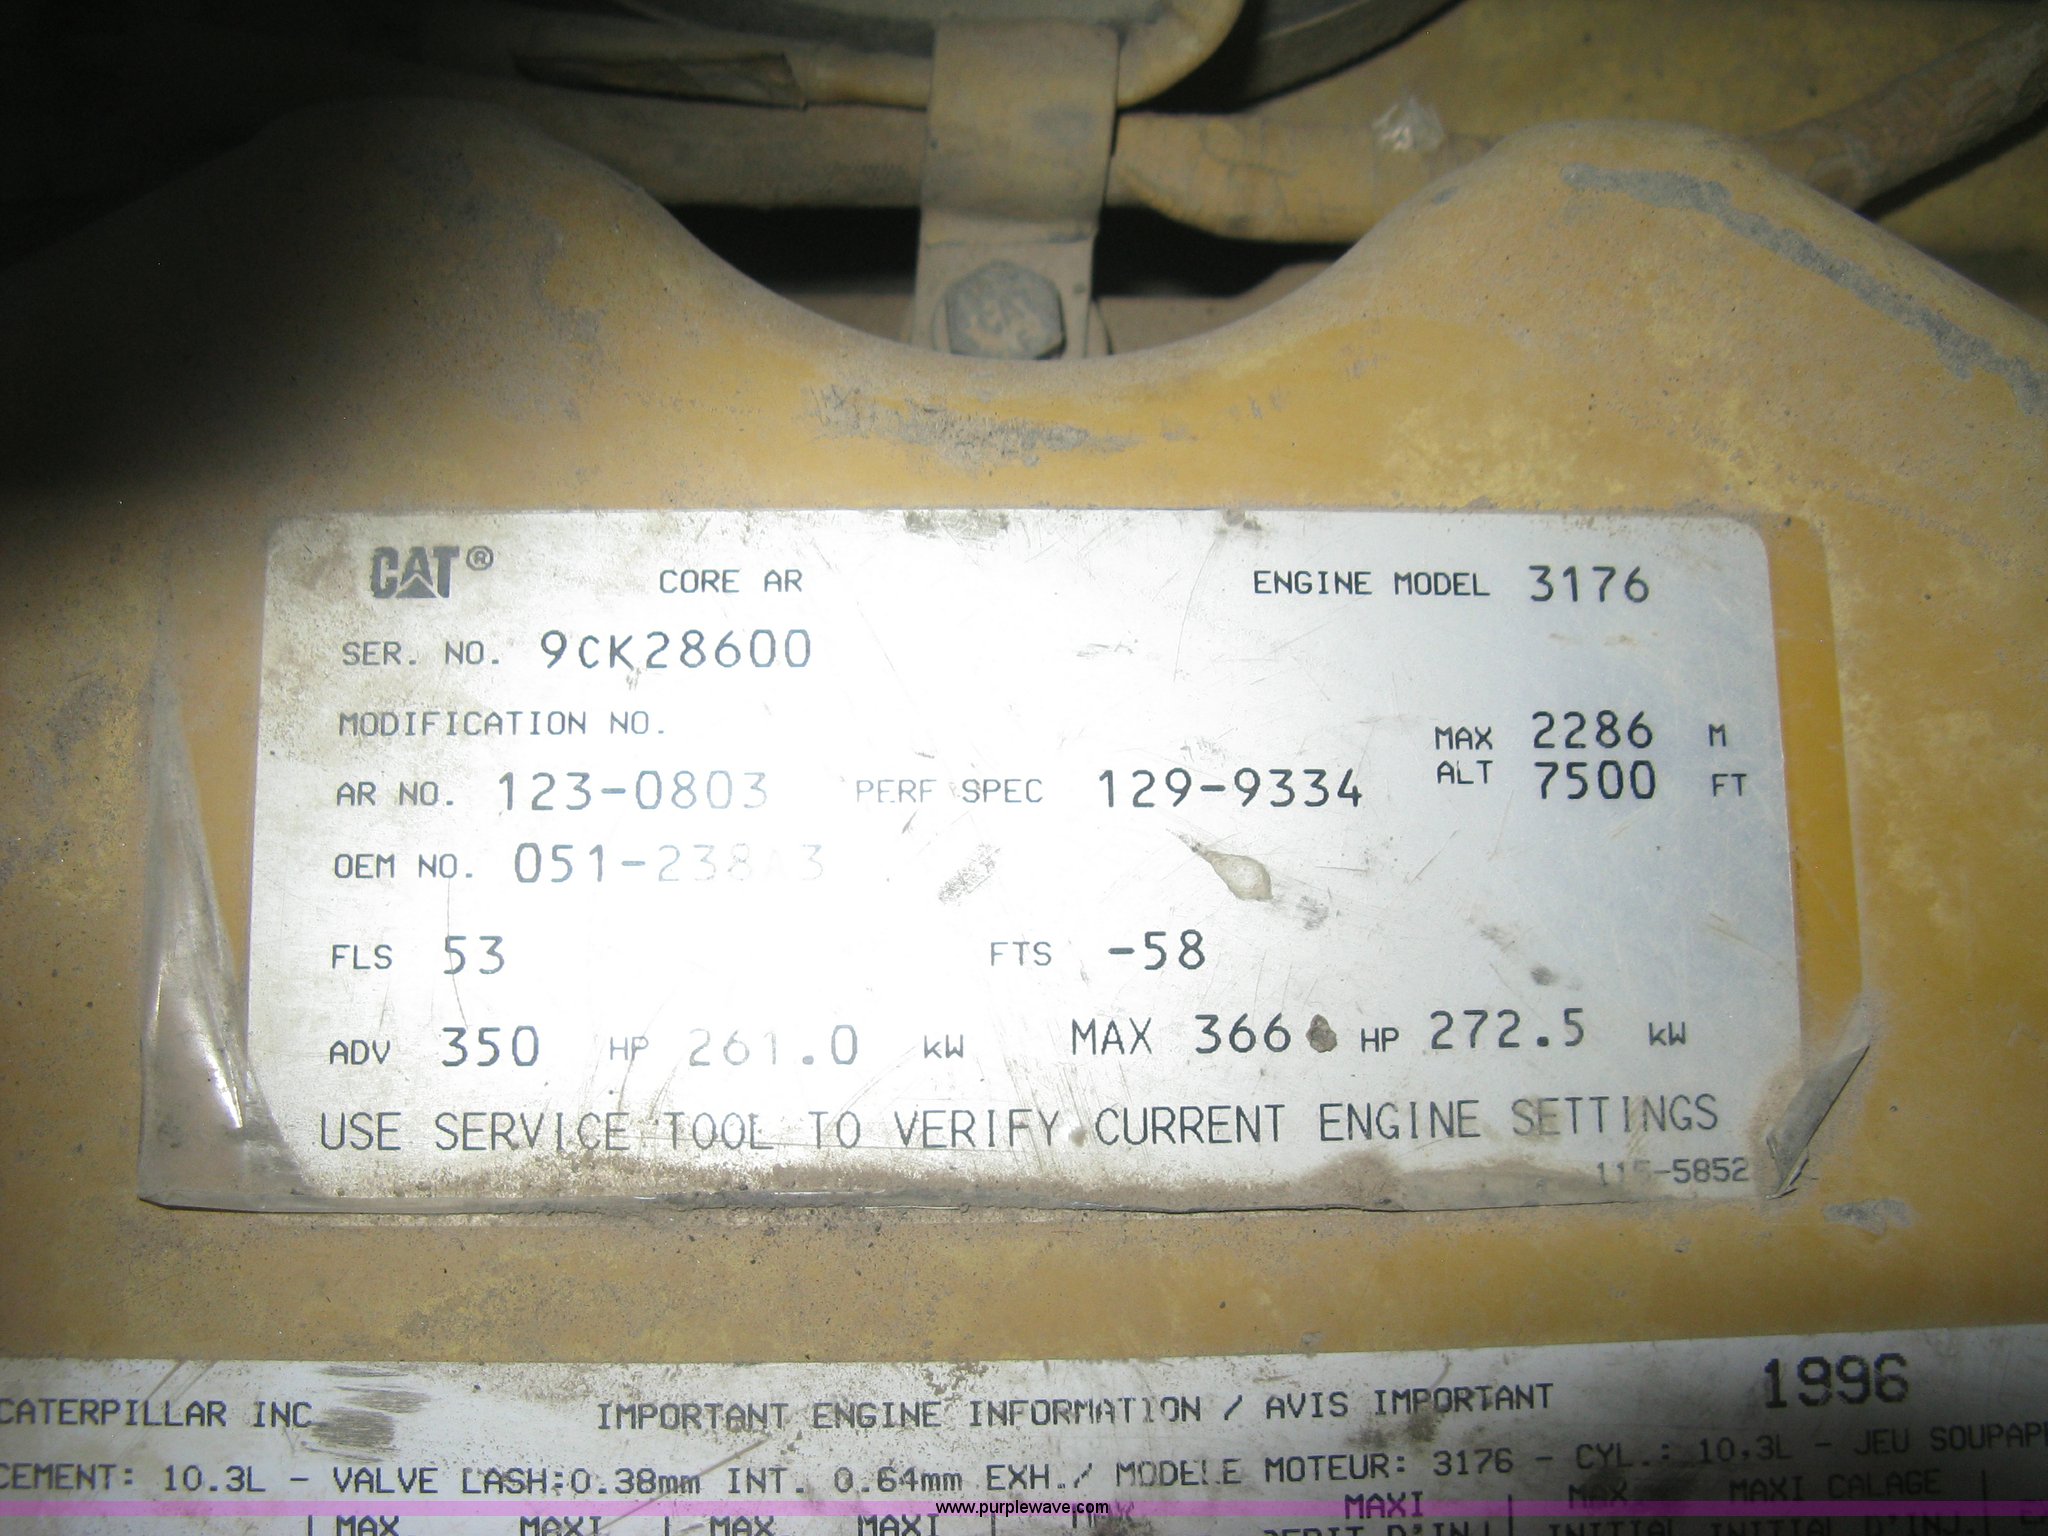 CAT® CORE AR ENGINE MODEL 3176
SER. NO. 9CK28600
MODIFICATION NO.
MAX 2286 M
ALT 7500 FT
AR NO. 123-0803 PERF SPEC 129-9334
OEM NO.
FLS 53 FTS -58
ADV 350 HP 261.0 kW MAX 366 HP 272.5 kW
USE SERVICE TOOL TO VERIFY CURRENT ENGINE SETTINGS
115-5852
CATERPILLAR INC IMPORTANT ENGINE INFORMATION / AVIS IMPORTANT 1996
CEMENT: 10.3L - VALVE LASH:0.38mm INT. 0.64mm EXH./ MODELE MOTEUR: 3176 - CYL.: 10,3L - JEU SOUPAP
MAXI CALAGE
www.purplewave.com
MAX MAXI MAX MAXI MAXI MAX